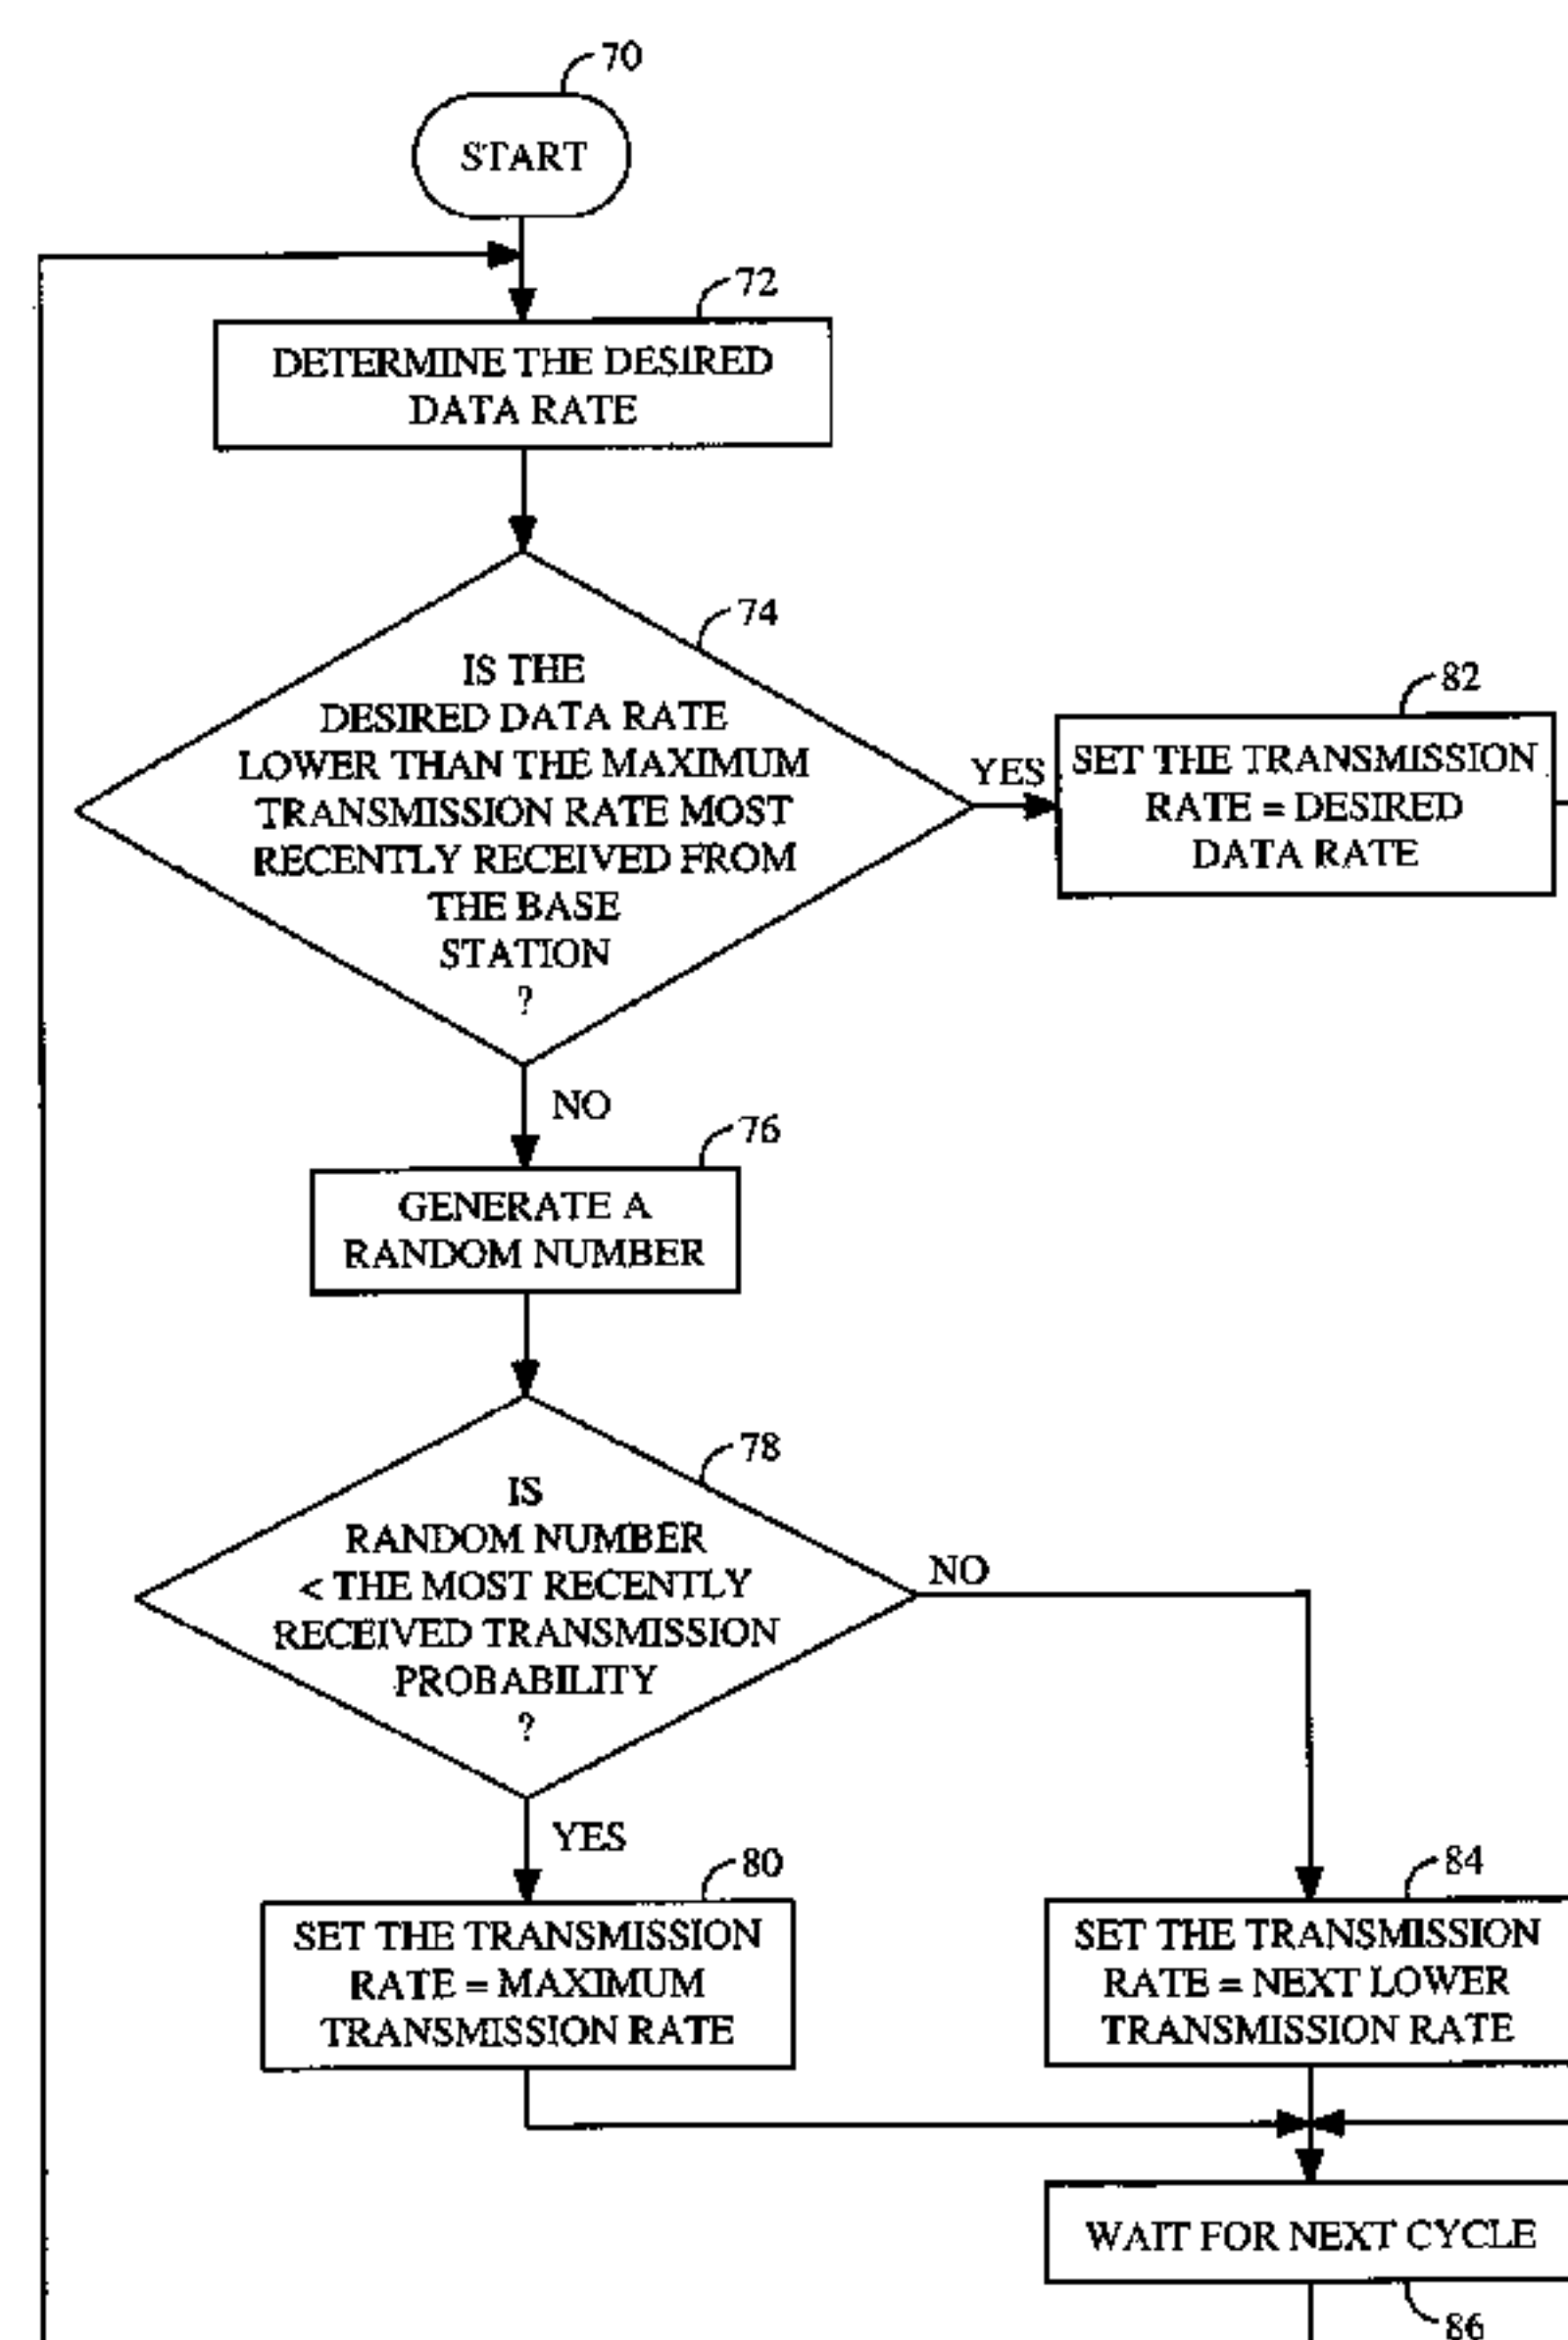 70
START
72
DETERMINE THE DESIRED
DATA RATE
74
IS THE
DESIRED DATA RATE
LOWER THAN THE MAXIMUM
TRANSMISSION RATE MOST
RECENTLY RECEIVED FROM
THE BASE
STATION
?
YES
82
SET THE TRANSMISSION
RATE = DESIRED
DATA RATE
NO
76
GENERATE A
RANDOM NUMBER
78
IS
RANDOM NUMBER
< THE MOST RECENTLY
RECEIVED TRANSMISSION
PROBABILITY
?
NO
YES
80
SET THE TRANSMISSION
RATE = MAXIMUM
TRANSMISSION RATE
84
SET THE TRANSMISSION
RATE = NEXT LOWER
TRANSMISSION RATE
WAIT FOR NEXT CYCLE
86